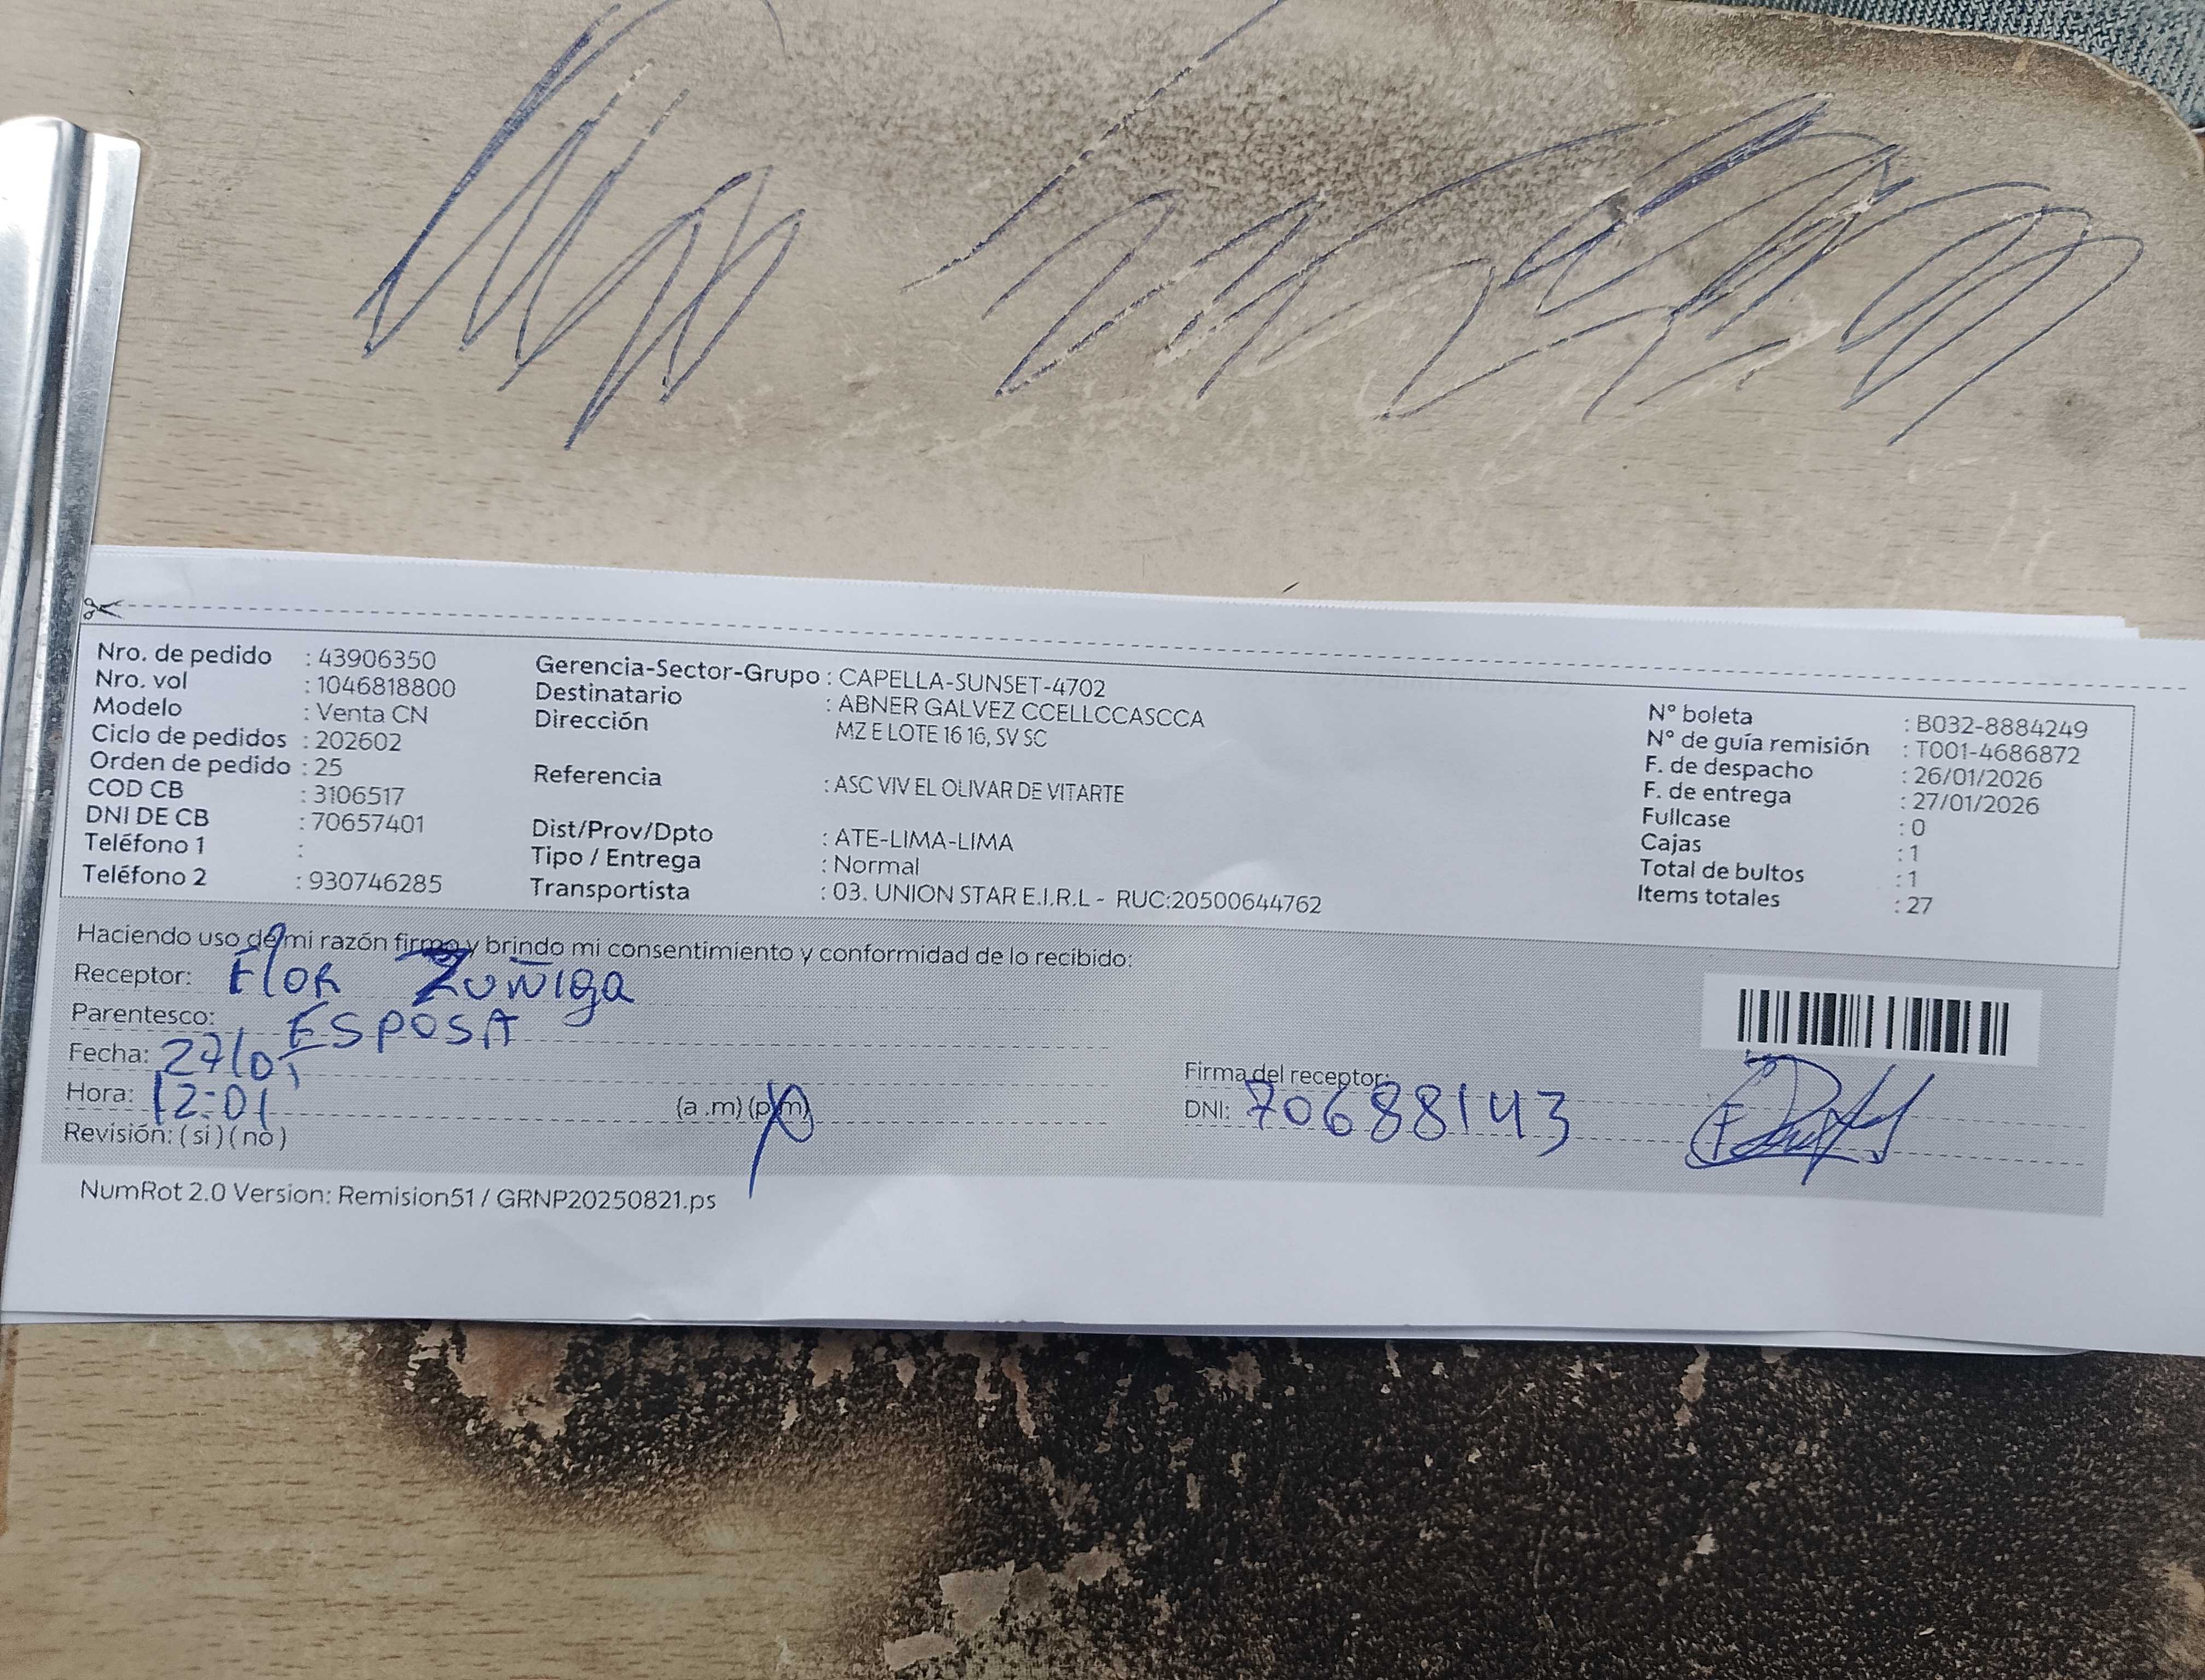 Nro. de pedido : 43906350
Nro. vol : 1046818800
Modelo : Venta CN
Ciclo de pedidos : 202602
Orden de pedido : 25
COD CB : 3106517
DNI DE CB : 70657401
Teléfono 1 :
Teléfono 2 : 930746285
Gerencia-Sector-Grupo : CAPELLA-SUNSET-4702
Destinatario : ABNER GALVEZ CCELLCCASCCA
Dirección MZ E LOTE 16 16, SV SC
Referencia : ASC VIV EL OLIVAR DE VITARTE
Dist/Prov/Dpto : ATE-LIMA-LIMA
Tipo / Entrega : Normal
Transportista : 03. UNION STAR E.I.R.L - RUC:20500644762
N° boleta : B032-8884249
N° de guía remisión : T001-4686872
F. de despacho : 26/01/2026
F. de entrega : 27/01/2026
Fullcase : 0
Cajas : 1
Total de bultos : 1
Items totales : 27
Haciendo uso de mi razón firmo y brindo mi consentimiento y conformidad de lo recibido:
Receptor: Flor Zuñiga
Parentesco: ESPOSA
Fecha: 27/01
Hora: 12:01 (a .m) (p.m)
Revisión: ( si ) ( no )
Firma del receptor:
DNI: 70688143
NumRot 2.0 Version: Remision51 / GRNP20250821.ps